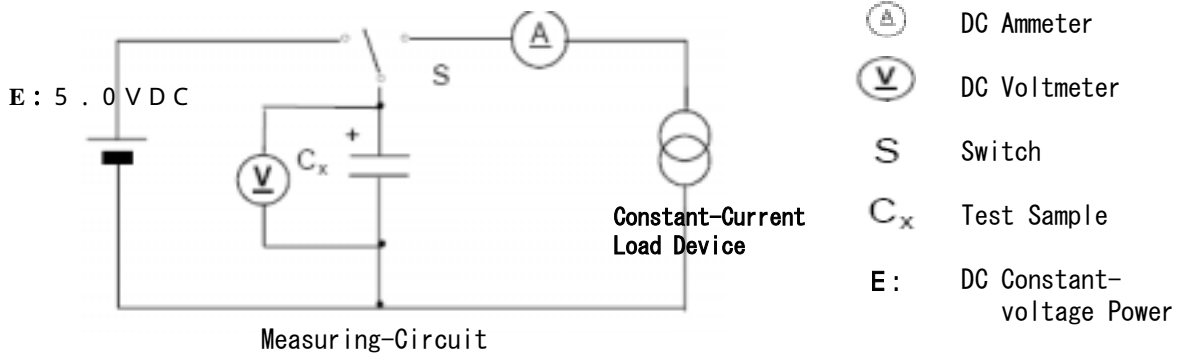 A
S
E: 5.0VDC
+
V
Cx
Constant-Current
Load Device
Measuring-Circuit
A DC Ammeter
V DC Voltmeter
S Switch
Cx Test Sample
E: DC Constant-
voltage Power